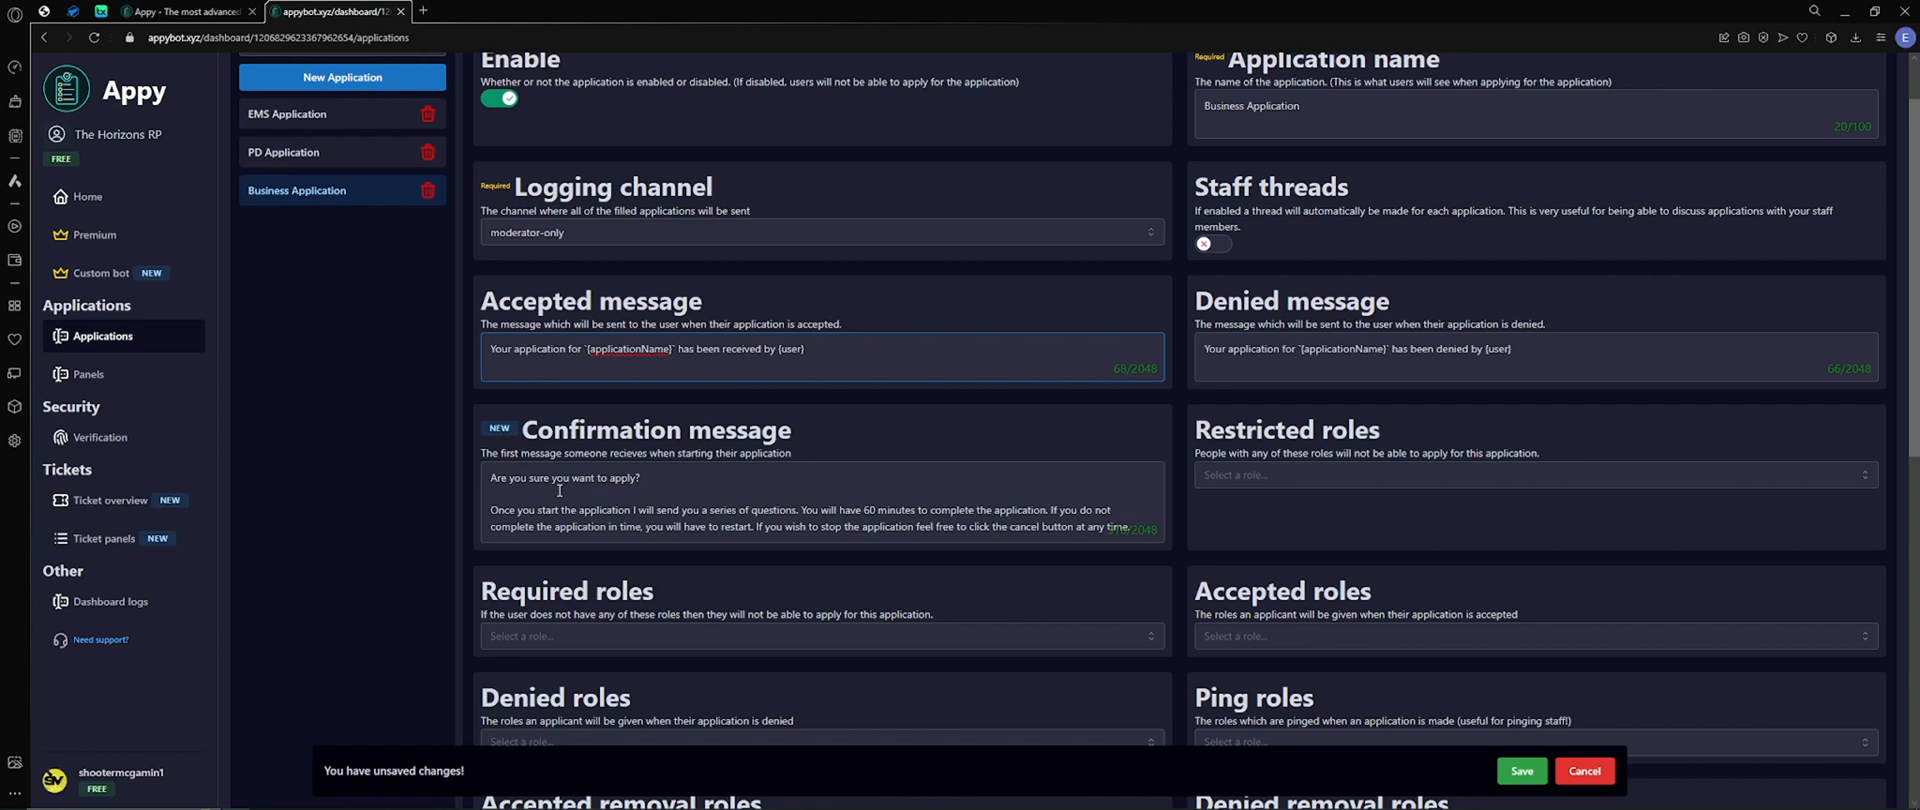 Appy - The most advanced
appybot.xyz/dashboard/12
appybot.xyz/dashboard/1206829623367962654/applications
E
Appy
The Horizons RP
FREE
Home
Premium
Custom bot NEW
Applications
Applications
Panels
Security
Verification
Tickets
Ticket overview NEW
Ticket panels NEW
Other
Dashboard logs
Need support?
shootermcgamin1
FREE
New Application
EMS Application
PD Application
Business Application
Enable
Whether or not the application is enabled or disabled. (If disabled, users will not be able to apply for the application)
Required Application name
The name of the application. (This is what users will see when applying for the application)
Business Application
20/100
Required Logging channel
The channel where all of the filled applications will be sent
moderator-only
Staff threads
If enabled a thread will automatically be made for each application. This is very useful for being able to discuss applications with your staff
members.
Accepted message
The message which will be sent to the user when their application is accepted.
Your application for `{applicationName}` has been received by {user}
68/2048
Denied message
The message which will be sent to the user when their application is denied.
Your application for `{applicationName}` has been denied by {user}
66/2048
NEW Confirmation message
The first message someone recieves when starting their application
Are you sure you want to apply?
Once you start the application I will send you a series of questions. You will have 60 minutes to complete the application. If you do not
complete the application in time, you will have to restart. If you wish to stop the application feel free to click the cancel button at any time.
Restricted roles
People with any of these roles will not be able to apply for this application.
Select a role...
Required roles
If the user does not have any of these roles then they will not be able to apply for this application.
Select a role...
Accepted roles
The roles an applicant will be given when their application is accepted
Select a role...
Denied roles
The roles an applicant will be given when their application is denied
Select a role...
Ping roles
The roles which are pinged when an application is made (useful for pinging staff!)
Select a role...
You have unsaved changes!
Save
Cancel
Accepted removal roles
Denied removal roles